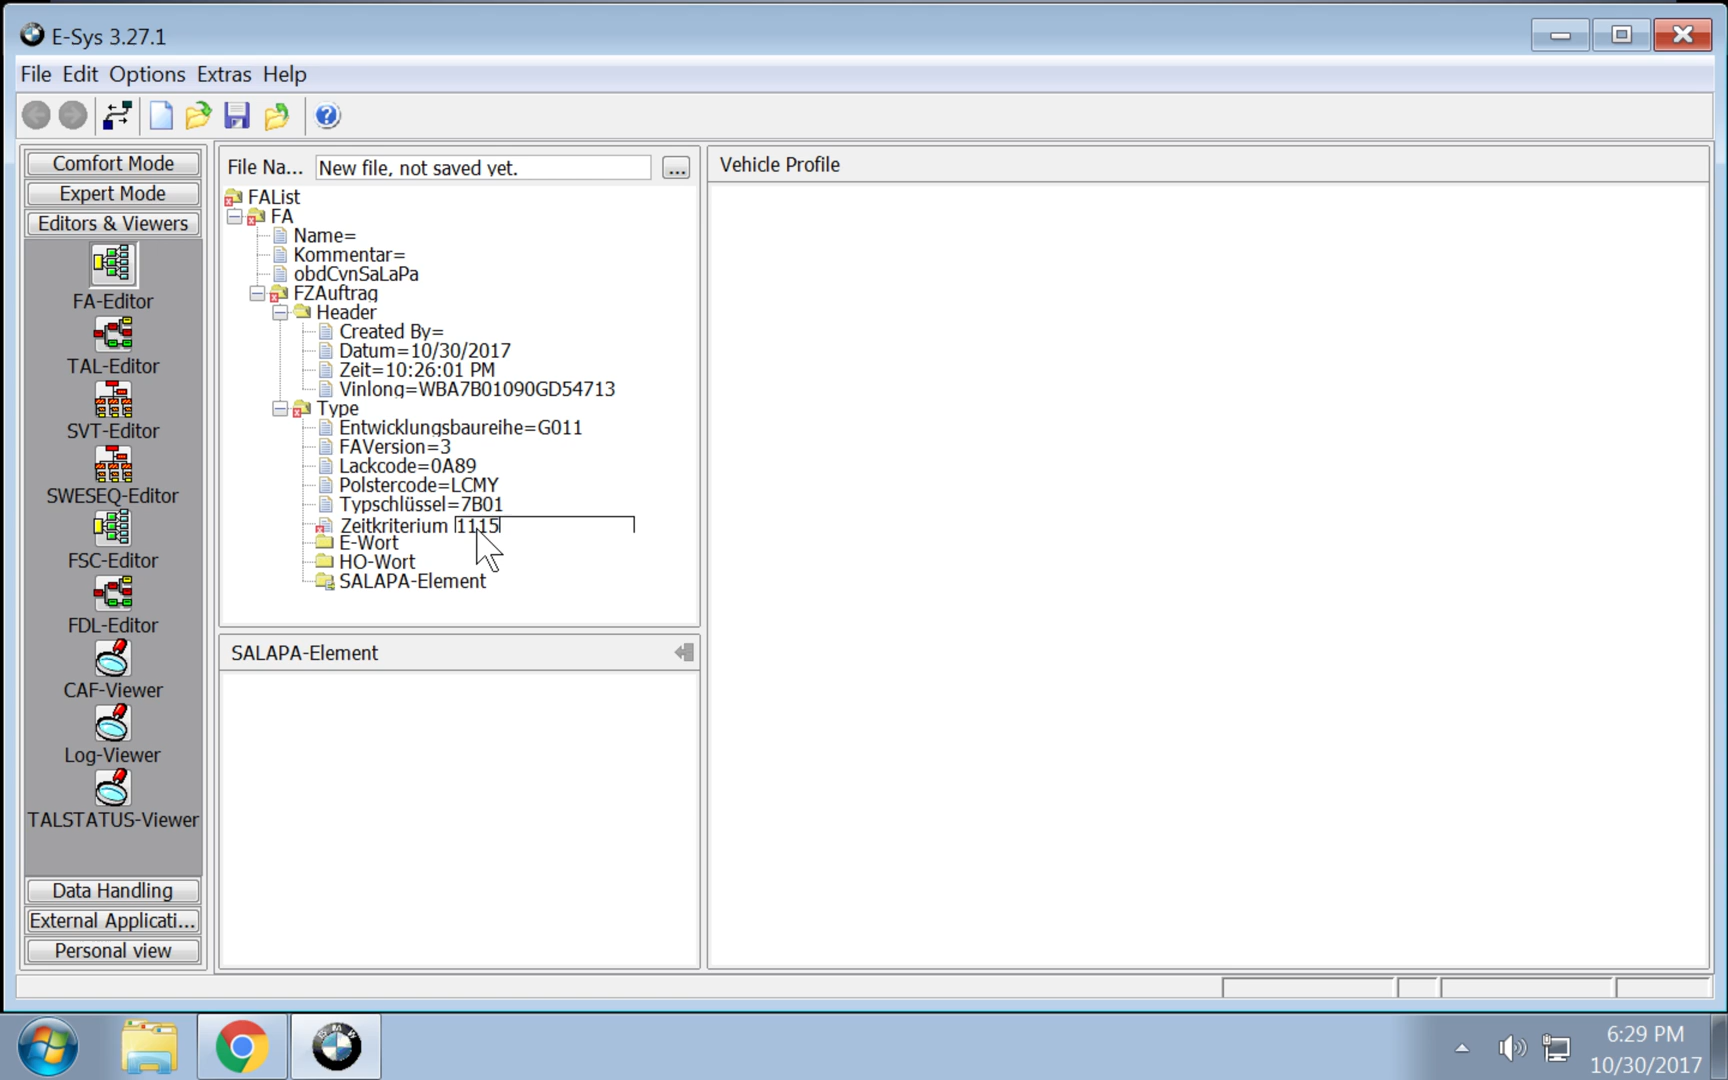 E-Sys 3.27.1
File Edit Options Extras Help
Comfort Mode
Expert Mode
Editors & Viewers
FA-Editor
TAL-Editor
SVT-Editor
SWESEQ-Editor
FSC-Editor
FDL-Editor
CAF-Viewer
Log-Viewer
TALSTATUS-Viewer
Data Handling
External Applicati...
Personal view
File Na... New file, not saved yet. ...
FAList
FA
Name=
Kommentar=
obdCvnSaLaPa
FZAuftrag
Header
Created By=
Datum=10/30/2017
Zeit=10:26:01 PM
Vinlong=WBA7B01090GD54713
Type
Entwicklungsbaureihe=G011
FAVersion=3
Lackcode=0A89
Polstercode=LCMY
Typschlüssel=7B01
Zeitkriterium 1115
E-Wort
HO-Wort
SALAPA-Element
SALAPA-Element
Vehicle Profile
6:29 PM
10/30/2017